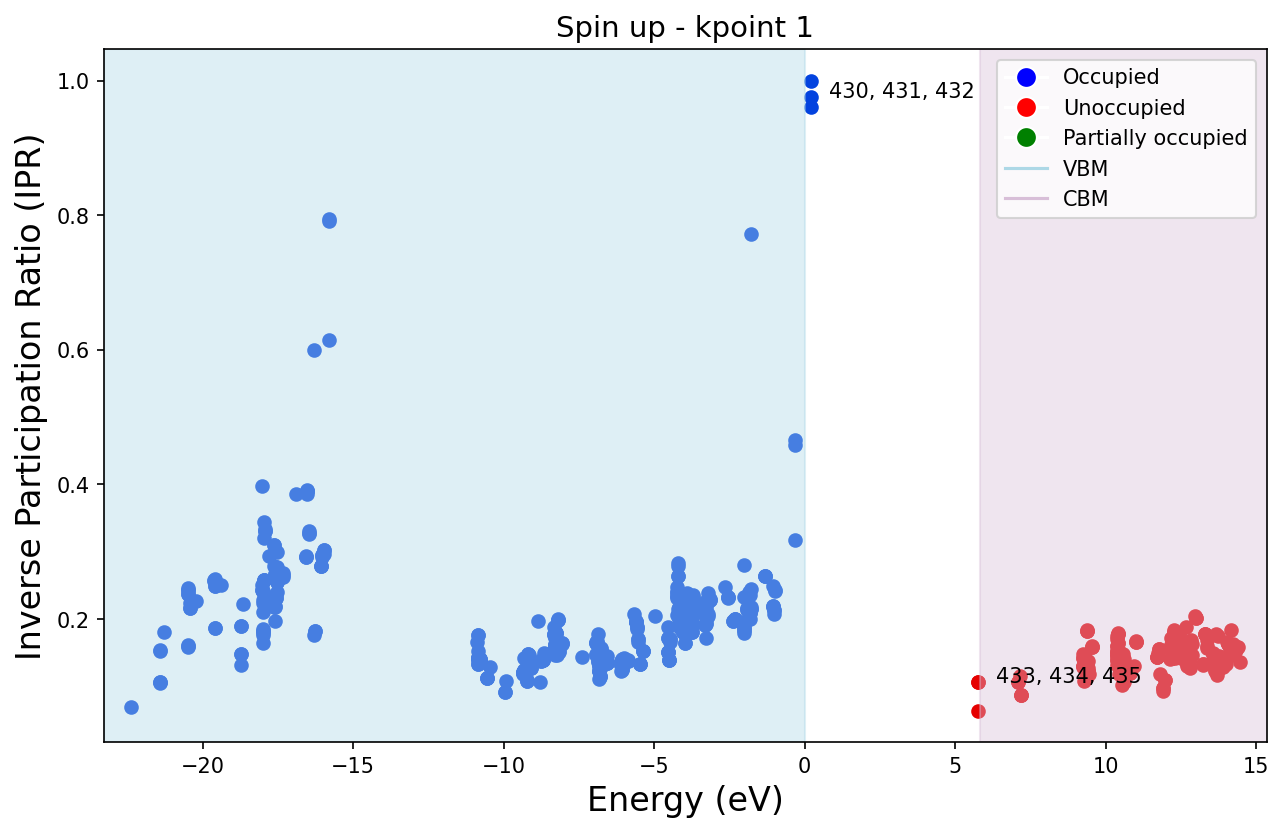 Spin up - kpoint 1
Inverse Participation Ratio (IPR)
1.0
0.8
0.6
0.4
0.2
430, 431, 432
433, 434, 435
Occupied
Unoccupied
Partially occupied
VBM
CBM
−20
−15
−10
−5
0
5
10
15
Energy (eV)